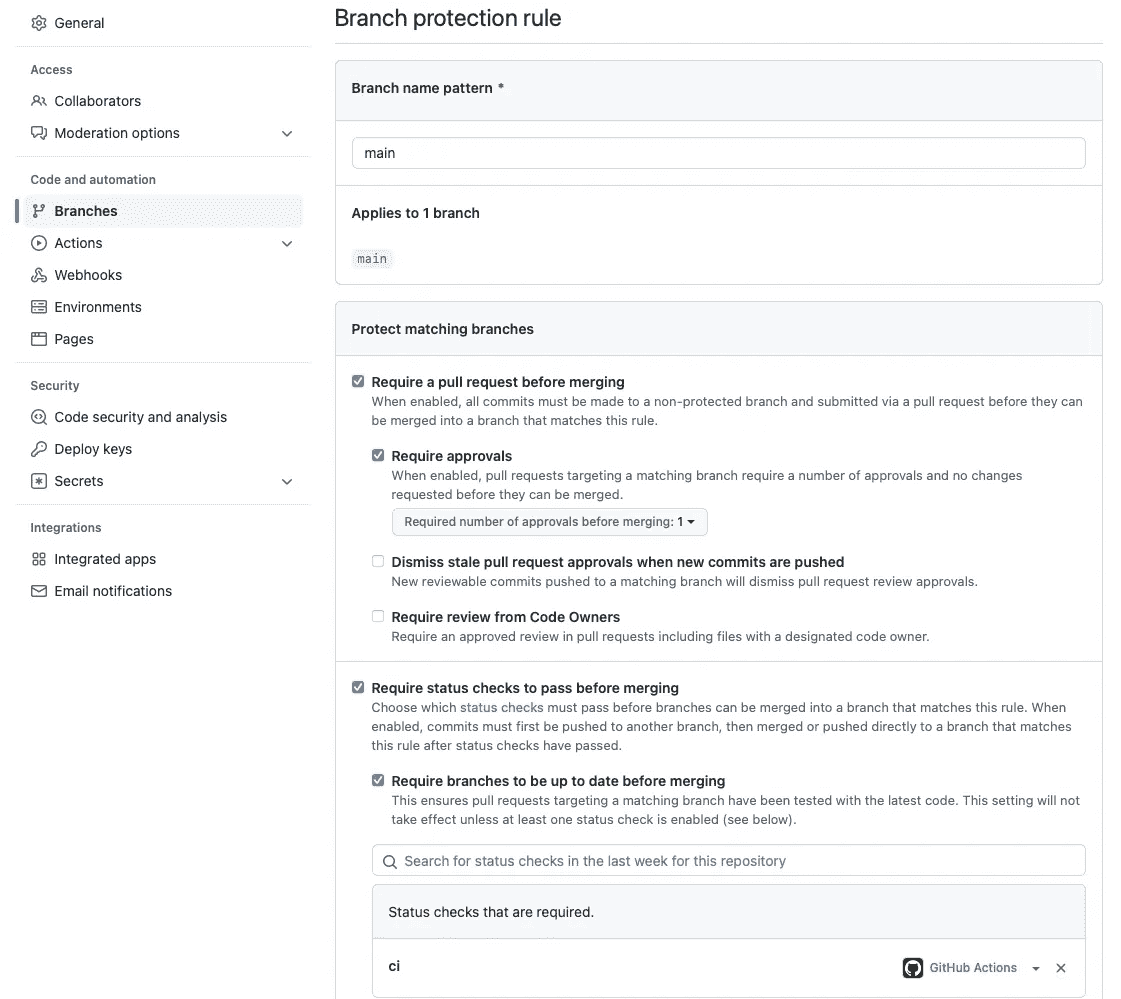 General
Access
Collaborators
Moderation options
Code and automation
Branches
Actions
Webhooks
Environments
Pages
Security
Code security and analysis
Deploy keys
Secrets
Integrations
Integrated apps
Email notifications
Branch protection rule
Branch name pattern *
main
Applies to 1 branch
main
Protect matching branches
Require a pull request before merging
When enabled, all commits must be made to a non-protected branch and submitted via a pull request before they can
be merged into a branch that matches this rule.
Require approvals
When enabled, pull requests targeting a matching branch require a number of approvals and no changes
requested before they can be merged.
Required number of approvals before merging: 1
Dismiss stale pull request approvals when new commits are pushed
New reviewable commits pushed to a matching branch will dismiss pull request review approvals.
Require review from Code Owners
Require an approved review in pull requests including files with a designated code owner.
Require status checks to pass before merging
Choose which status checks must pass before branches can be merged into a branch that matches this rule. When
enabled, commits must first be pushed to another branch, then merged or pushed directly to a branch that matches
this rule after status checks have passed.
Require branches to be up to date before merging
This ensures pull requests targeting a matching branch have been tested with the latest code. This setting will not
take effect unless at least one status check is enabled (see below).
Search for status checks in the last week for this repository
Status checks that are required.
ci GitHub Actions